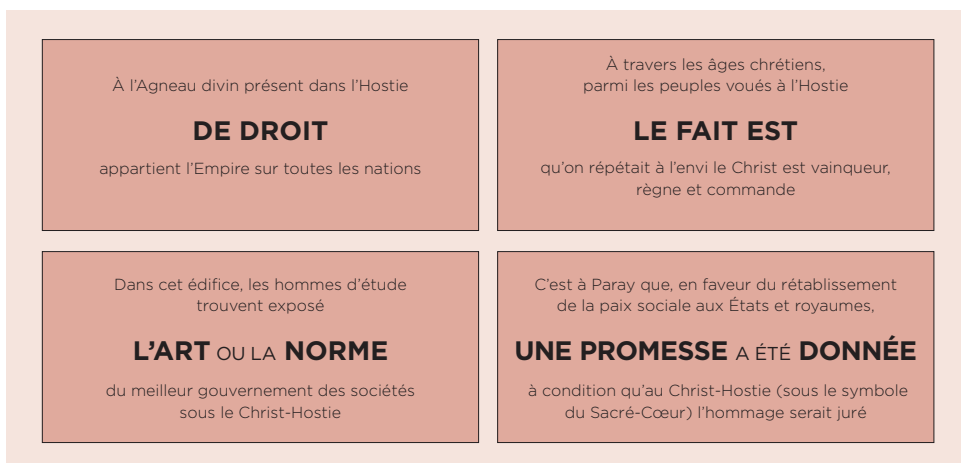 À l’Agneau divin présent dans l’Hostie
DE DROIT
appartient l’Empire sur toutes les nations
À travers les âges chrétiens,
parmi les peuples voués à l’Hostie
LE FAIT EST
qu’on répétait à l’envi le Christ est vainqueur,
règne et commande
Dans cet édifice, les hommes d’étude
trouvent exposé
L’ART OU LA NORME
du meilleur gouvernement des sociétés
sous le Christ-Hostie
C’est à Paray que, en faveur du rétablissement
de la paix sociale aux États et royaumes,
UNE PROMESSE A ÉTÉ DONNÉE
à condition qu’au Christ-Hostie (sous le symbole
du Sacré-Cœur) l’hommage serait juré